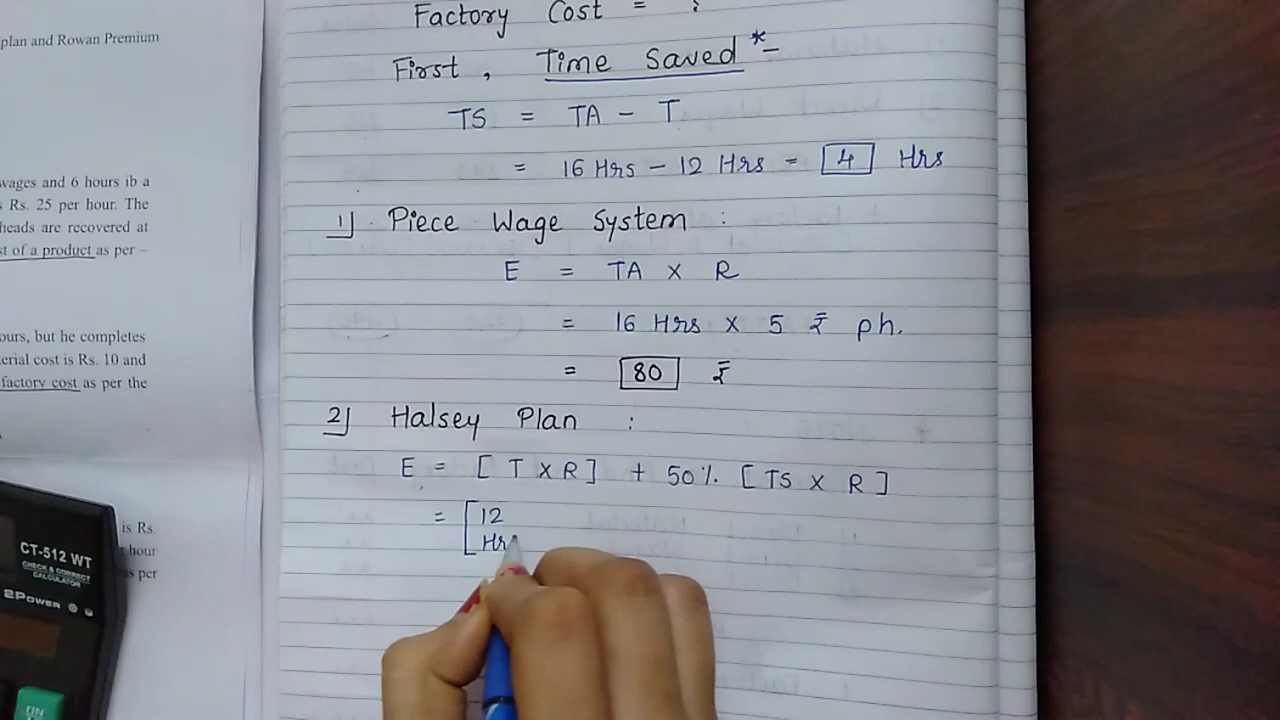 plan and Rowan Premium
wages and 6 hours ib a
Rs. 25 per hour. The
heads are recovered at
of a product as per –
ours, but he completes
erial cost is Rs. 10 and
factory cost as per the
is Rs.
hour
as per
CT-512 WT
CHECK & CORRECT
CALCULATOR
2POWER
ON
Factory Cost = ?
First , Time Saved *-
TS = TA - T
= 16 Hrs - 12 Hrs = 4 Hrs
1] Piece Wage System :
E = TA X R
= 16 Hrs X 5 ₹ ph.
= 80 ₹
2] Halsey Plan :
E = [ T X R ] + 50%. [ TS X R ]
= [ 12
Hr